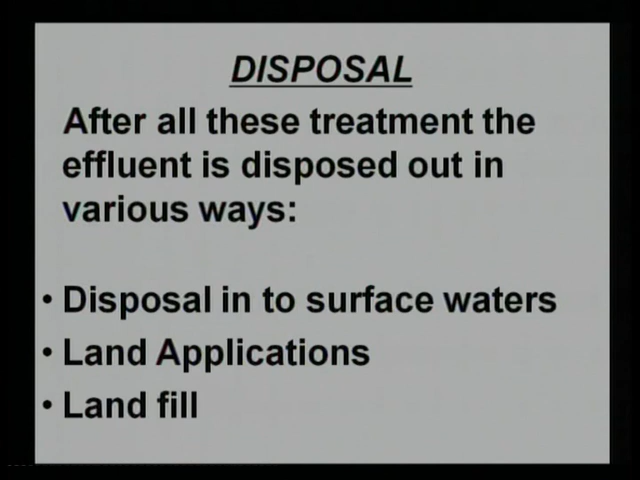 DISPOSAL
After all these treatment the
effluent is disposed out in
various ways:
• Disposal in to surface waters
• Land Applications
• Land fill